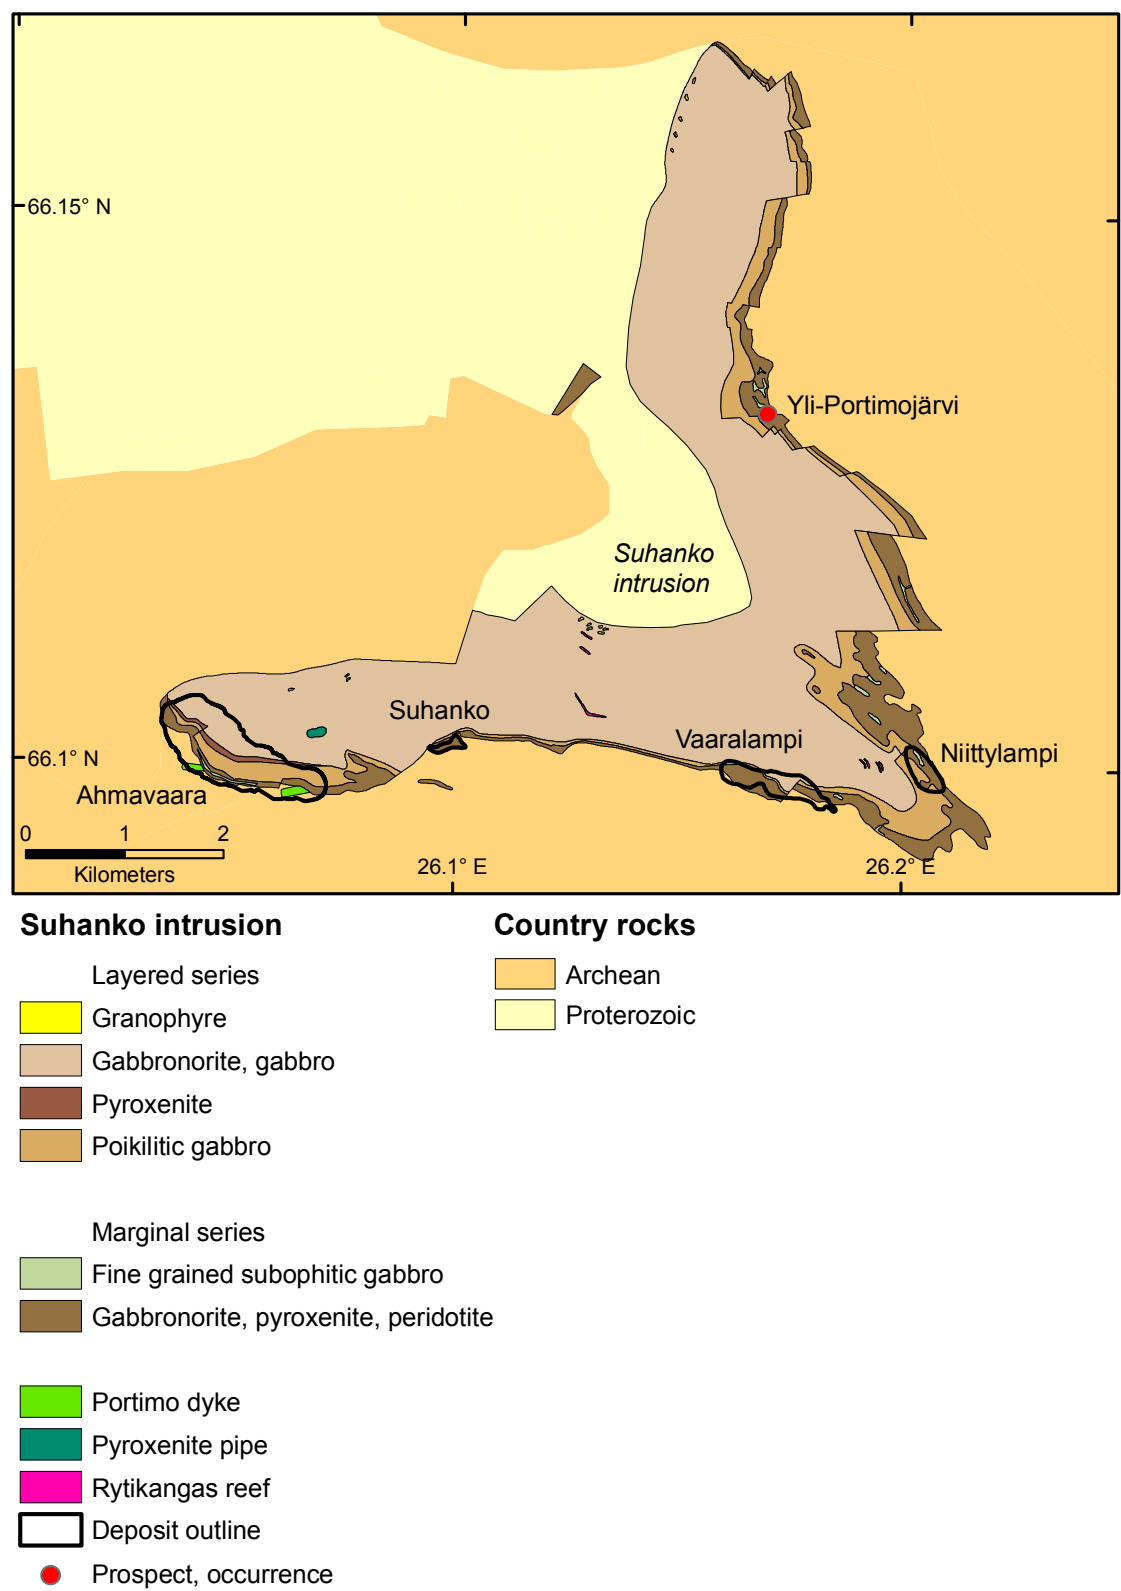 66.15° N
Yli-Portimojärvi
Suhanko
intrusion
Suhanko
Vaaralampi
Niittylampi
66.1° N
Ahmavaara
0 1 2
Kilometers
26.1° E
26.2° E
Suhanko intrusion
Layered series
Granophyre
Gabbronorite, gabbro
Pyroxenite
Poikilitic gabbro
Marginal series
Fine grained subophitic gabbro
Gabbronorite, pyroxenite, peridotite
Portimo dyke
Pyroxenite pipe
Rytikangas reef
Deposit outline
Prospect, occurrence
Country rocks
Archean
Proterozoic